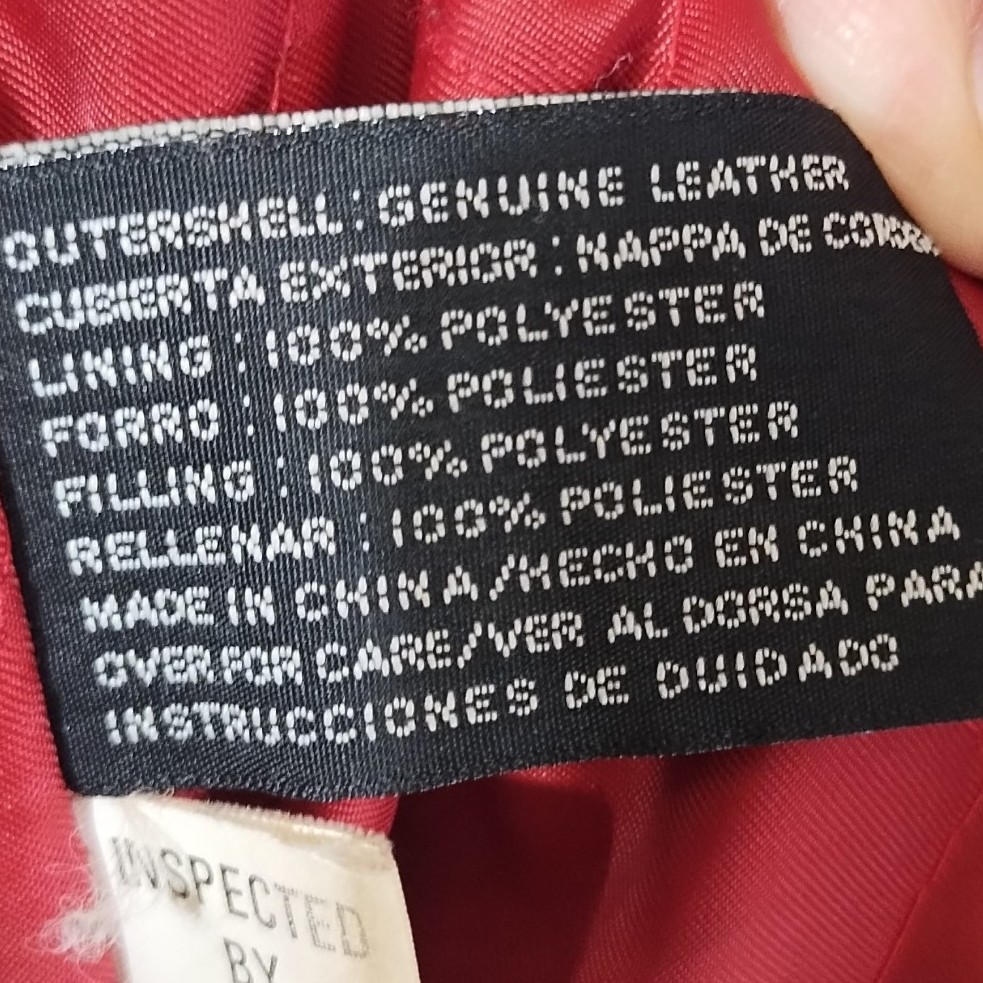 OUTERSHELL: GENUINE LEATHER
CUBIERTA EXTERIOR: NAPPA DE
LINING : 100% POLYESTER
FORRO : 100% POLIESTER
FILLING : 100% POLYESTER
RELLENAR : 100% POLIESTER
MADE IN CHINA/HECHO EN CHINA
OVER FOR CARE/VER AL DORSA PARA
INSTRUCCIONES DE DUIDADO
INSPECTED
BY